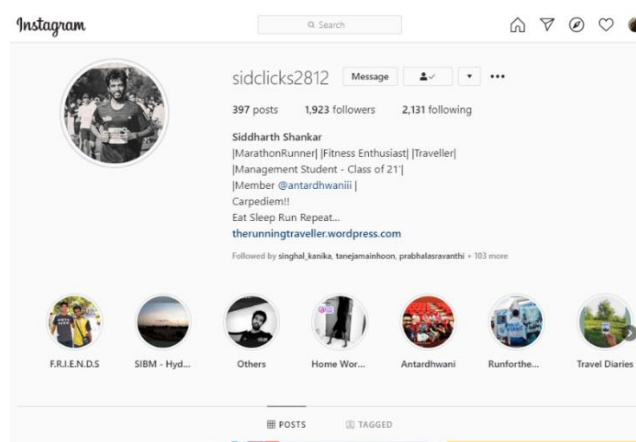 Instagram
Search
sidclicks2812 Message
397 posts 1,923 followers 2,131 following
Siddharth Shankar
|MarathonRunner| |Fitness Enthusiast| |Traveller|
|Management Student - Class of 21'|
|Member @antardhwaniii |
Carpediem!!
Eat Sleep Run Repeat...
therunningtraveller.wordpress.com
Followed by singhal_kanika, tanejamainhoon, prabhalasravanthi + 103 more
F.R.I.E.N.D.S SIBM - Hyd... Others Home Wor... Antardhwani Runforthe... Travel Diaries
POSTS TAGGED